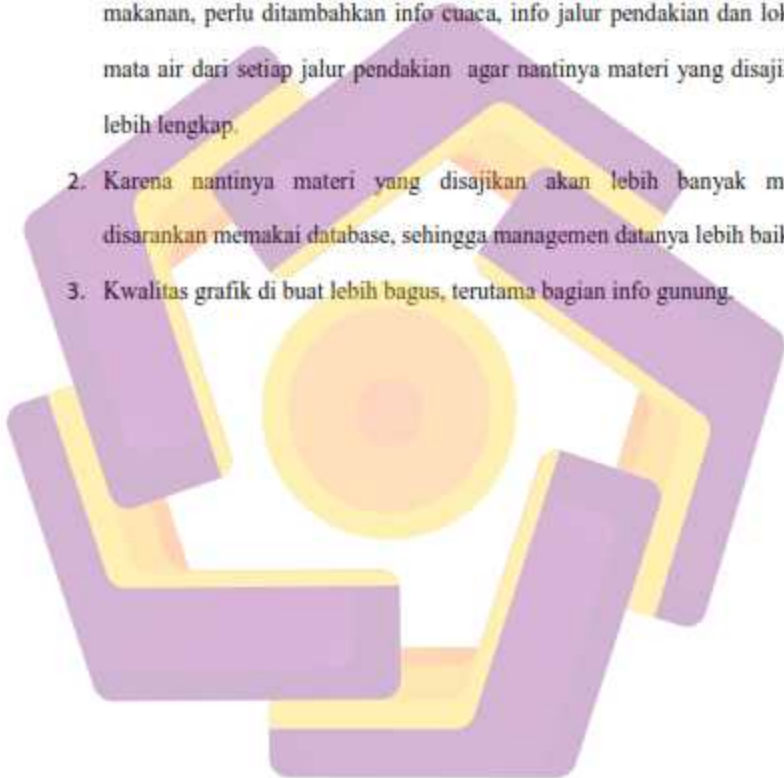 makanan, perlu ditambahkan info cuaca, info jalur pendakian dan
mata air dari setiap jalur pendakian agar nantinya materi yang
lebih lengkap.
2. Karena nantinya materi yang disajikan akan lebih banyak
disarankan memakai database, sehingga managemen datanya lebih baik
3. Kwalitas grafik di buat lebih bagus, terutama bagian info gunung.